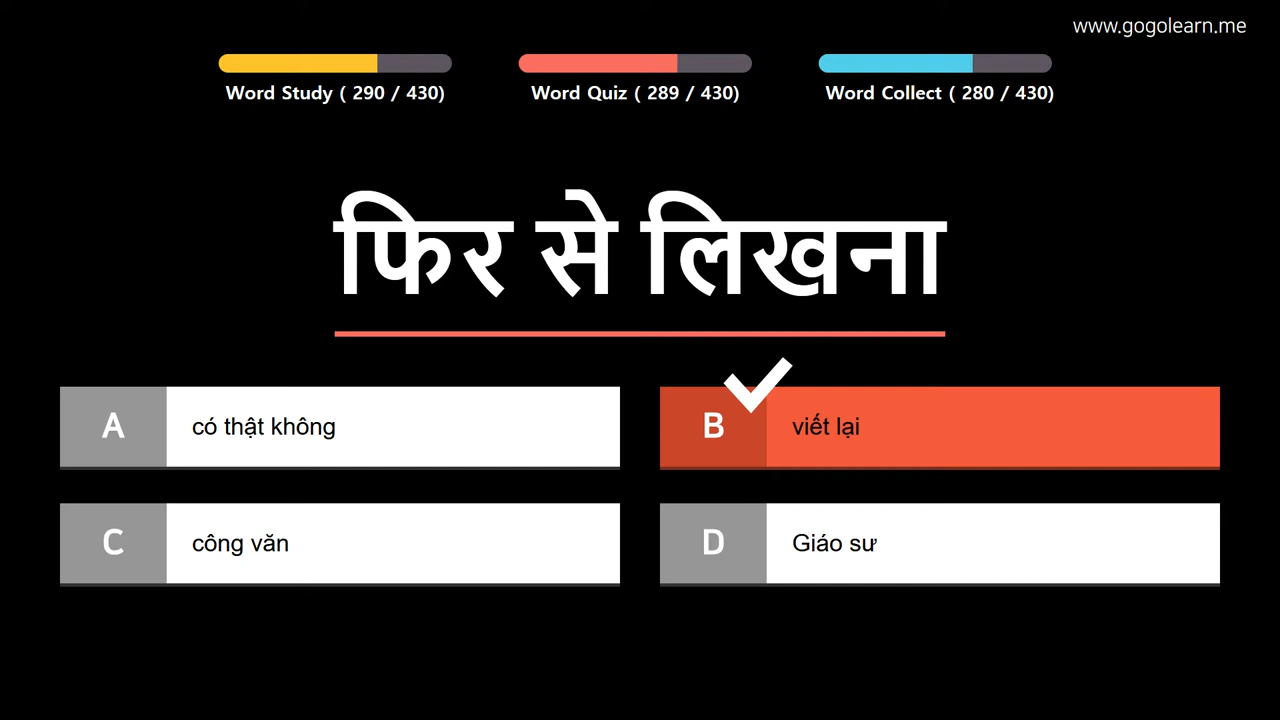 www.gogolearn.me
Word Study ( 290 / 430)
Word Quiz ( 289 / 430)
Word Collect ( 280 / 430)
फिर से लिखना
A
có thật không
B
viết lại
C
công văn
D
Giáo sư